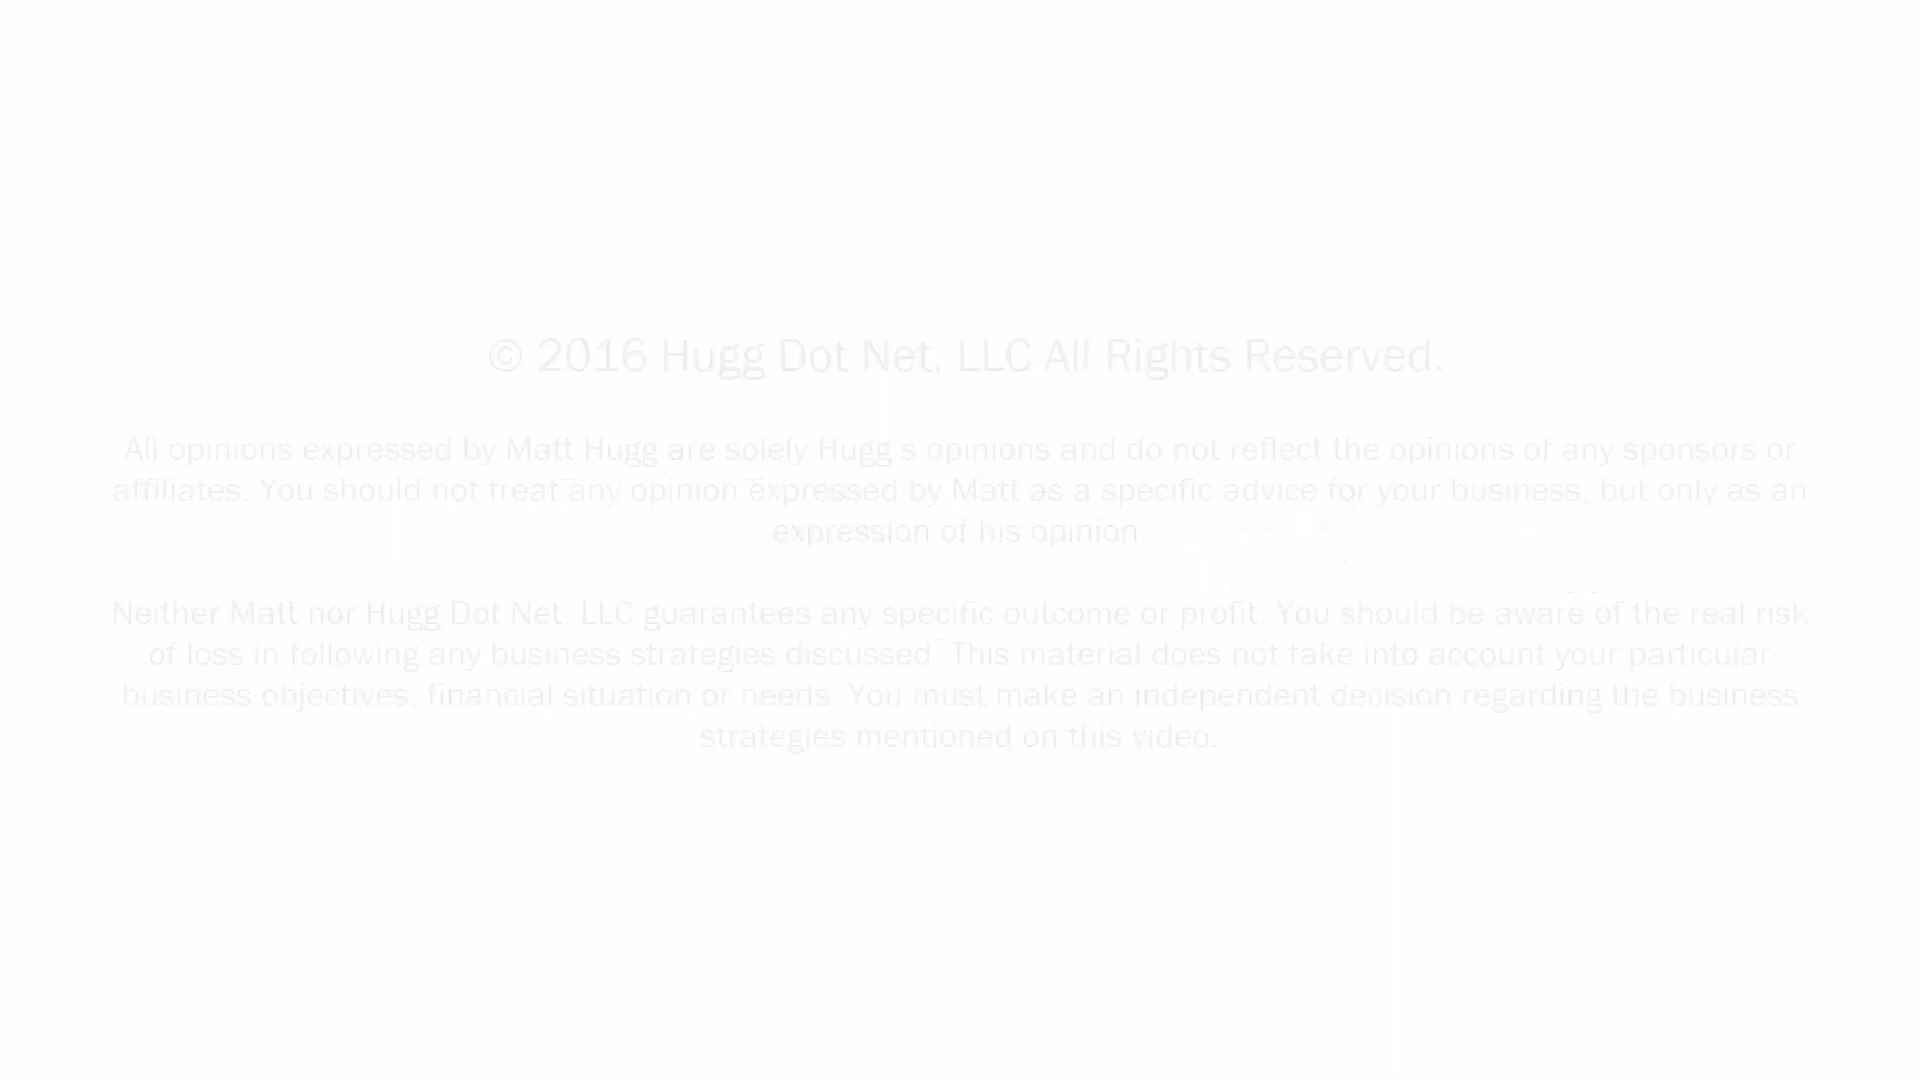 © 2016 Hugg Dot Net, LLC All Rights Reserved.
All opinions expressed by Matt Hugg are solely Hugg's opinions and do not reflect the opinions of any sponsors or
affiliates. You should not treat any opinion expressed by Matt as a specific advice for your business, but only as an
expression of his opinion.
Neither Matt nor Hugg Dot Net, LLC guarantees any specific outcome or profit. You should be aware of the real risk
of loss in following any business strategies discussed. This material does not take into account your particular
business objectives, financial situation or needs. You must make an independent decision regarding the business
strategies mentioned on this video.